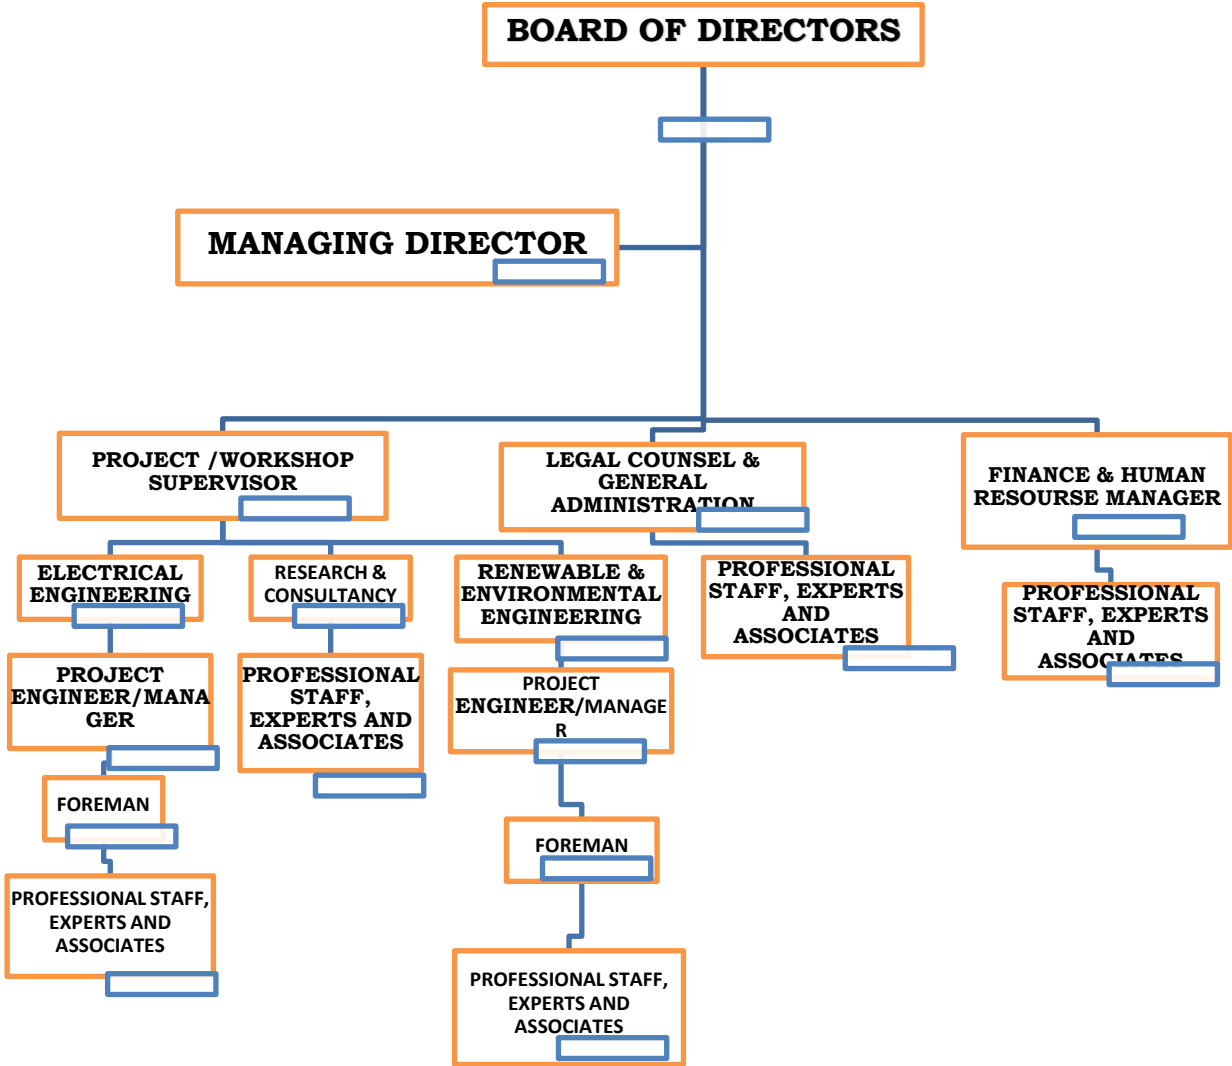 BOARD OF DIRECTORS
MANAGING DIRECTOR
PROJECT /WORKSHOP
SUPERVISOR
LEGAL COUNSEL &
GENERAL
ADMINISTRATION
FINANCE & HUMAN
RESOURSE MANAGER
ELECTRICAL
ENGINEERING
RESEARCH &
CONSULTANCY
RENEWABLE &
ENVIRONMENTAL
ENGINEERING
PROFESSIONAL
STAFF, EXPERTS
AND
ASSOCIATES
PROFESSIONAL
STAFF, EXPERTS
AND
ASSOCIATES
PROJECT
ENGINEER/MANA
GER
PROFESSIONAL
STAFF,
EXPERTS AND
ASSOCIATES
PROJECT
ENGINEER/MANAGE
R
FOREMAN
FOREMAN
PROFESSIONAL STAFF,
EXPERTS AND
ASSOCIATES
PROFESSIONAL STAFF,
EXPERTS AND
ASSOCIATES